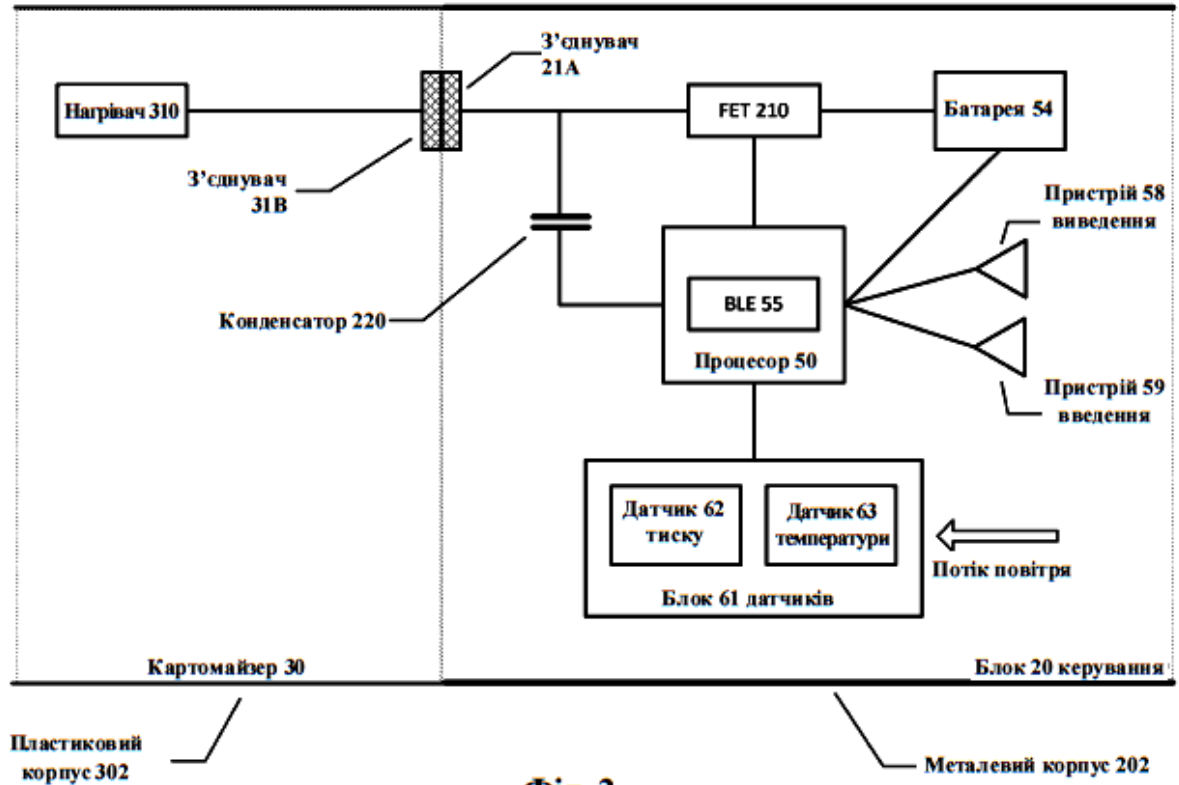 З’єднувач
21А
Нагрівач 310
FET 210
Батарея 54
З’єднувач
31В
Пристрій 58
виведення
BLE 55
Конденсатор 220
Процесор 50
Пристрій 59
введення
Датчик 62
тиску
Датчик 63
температури
Потік повітря
Блок 61 датчиків
Картомайзер 30
Блок 20 керування
Пластиковий
корпус 302
Металевий корпус 202